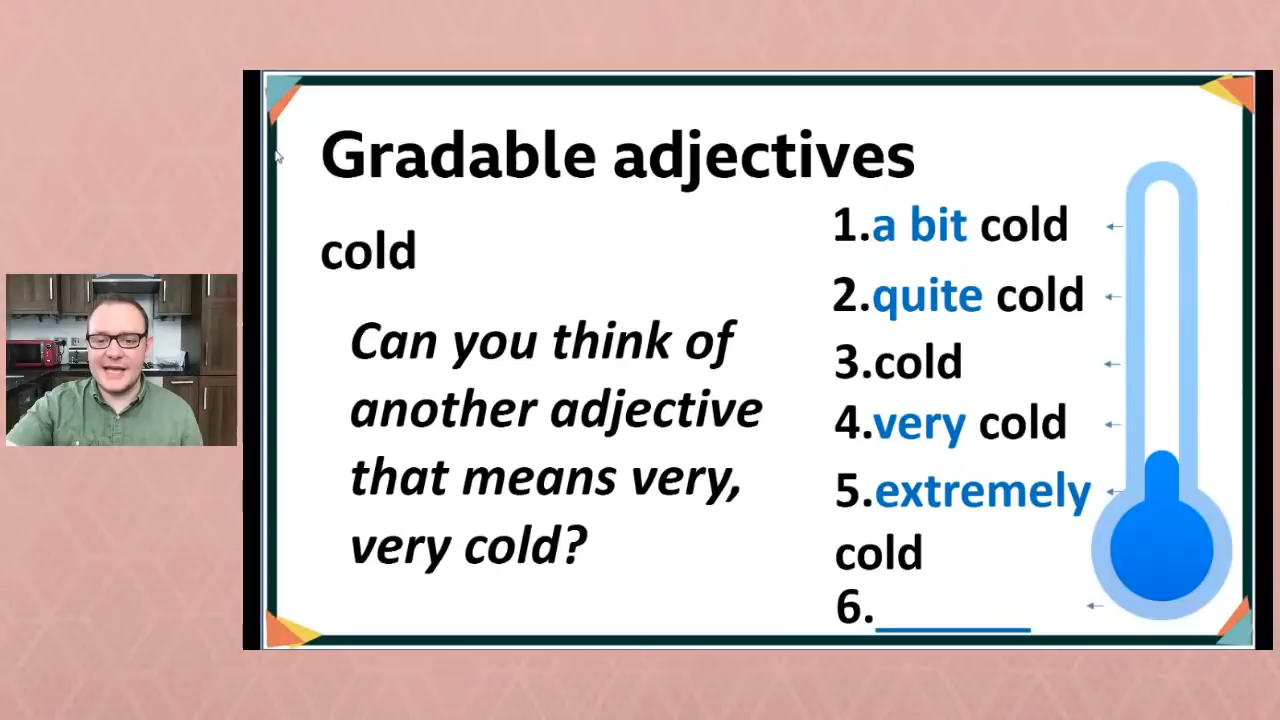 Gradable adjectives
cold
Can you think of
another adjective
that means very,
very cold?
1.a bit cold
2.quite cold
3.cold
4.very cold
5.extremely
cold
6.